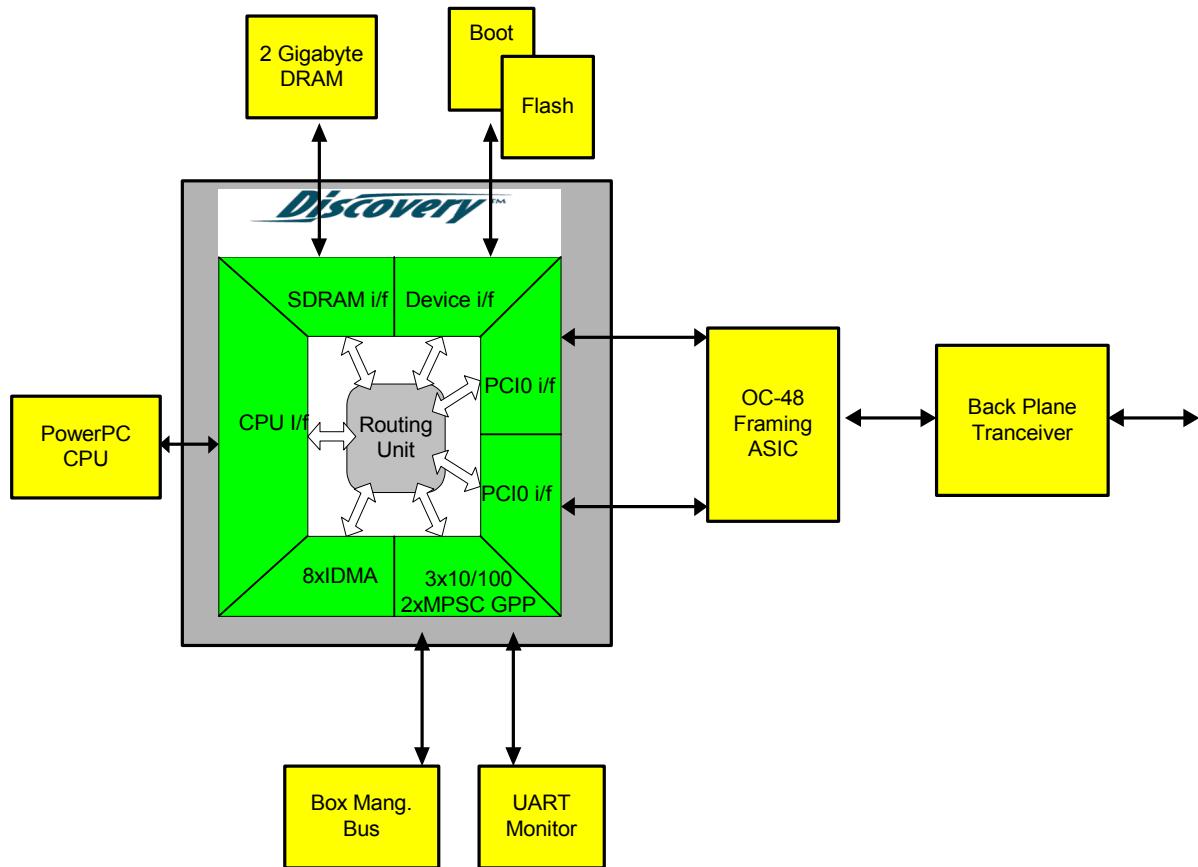 2 Gigabyte
DRAM
Boot
Flash
Discovery™
SDRAM i/f
Device i/f
CPU I/f
Routing
Unit
PCI0 i/f
PCI0 i/f
8xIDMA
3x10/100
2xMPSC GPP
PowerPC
CPU
OC-48
Framing
ASIC
Back Plane
Tranceiver
Box Mang.
Bus
UART
Monitor